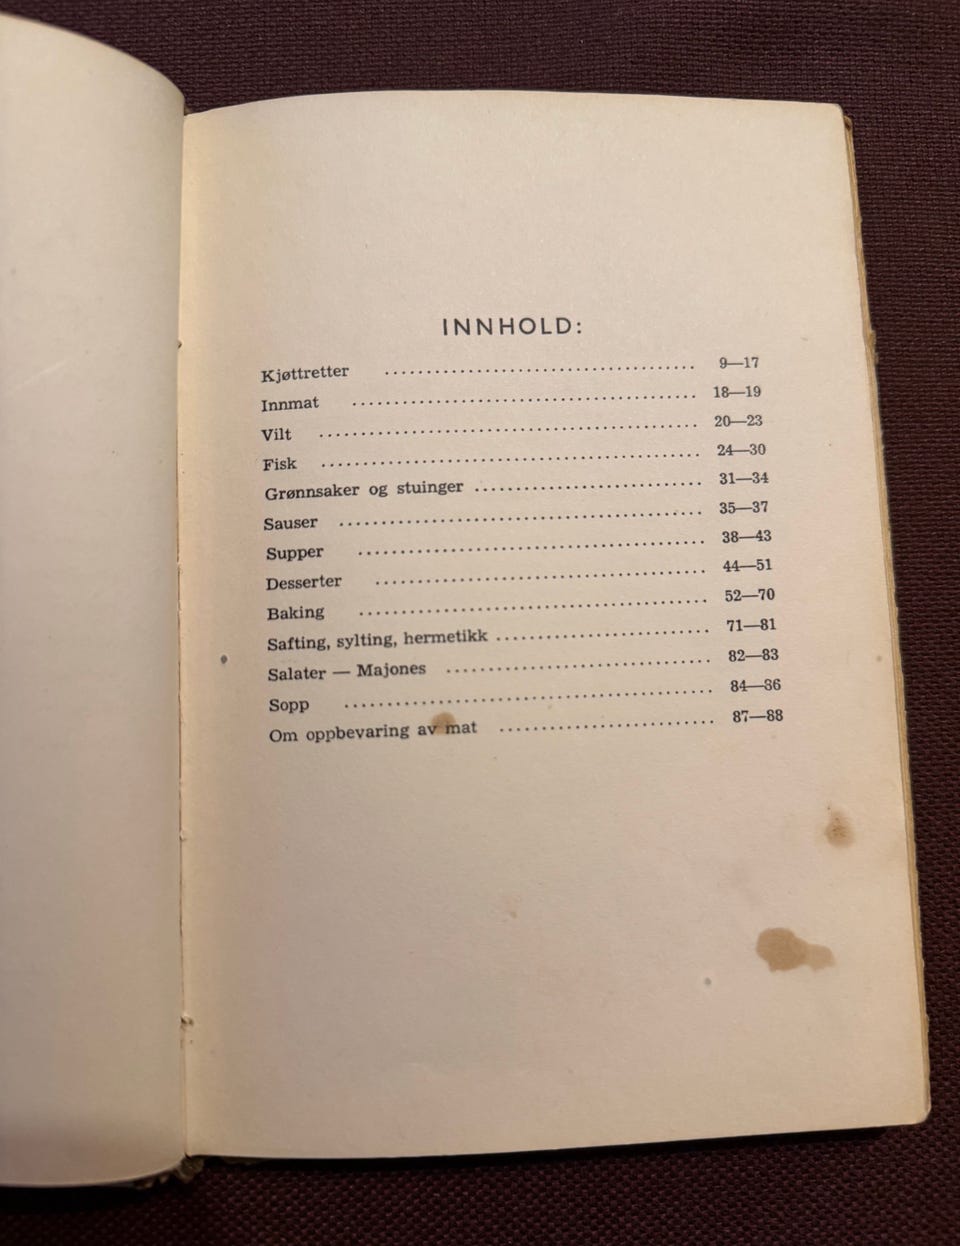 INNHOLD:
Kjøttretter ........................................ 9—17
Innmat ........................................ 18—19
Vilt ........................................ 20—23
Fisk ........................................ 24—30
Grønnsaker og stuinger ........................................ 31—34
Sauser ........................................ 35—37
Supper ........................................ 38—43
Desserter ........................................ 44—51
Baking ........................................ 52—70
Safting, sylting, hermetikk ........................................ 71—81
Salater — Majones ........................................ 82—83
Sopp ........................................ 84—86
Om oppbevaring av mat ........................................ 87—88